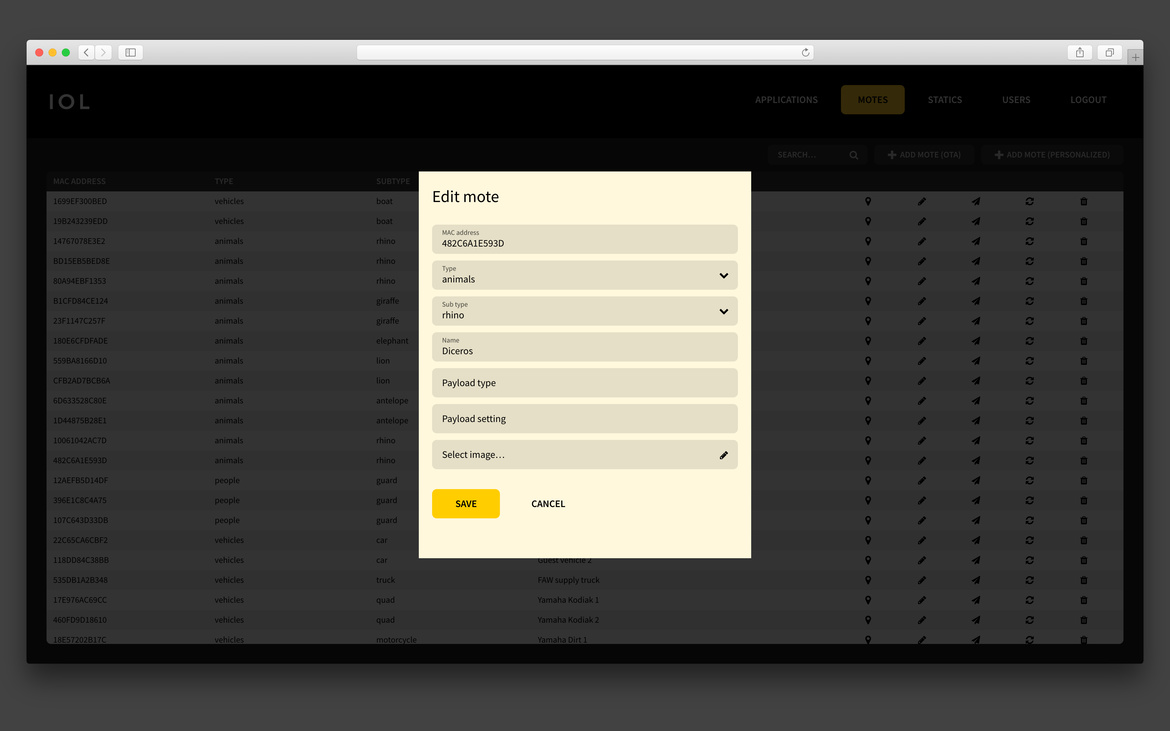 IOL
APPLICATIONS MOTES STATICS USERS LOGOUT
SEARCH... ADD MOTE (OTA) ADD MOTE (PERSONALIZED)
MAC ADDRESS TYPE SUBTYPE
1699EF300BED vehicles boat
19B243239EDD vehicles boat
14767078E3E2 animals rhino
BD15EB5BED8E animals rhino
80A94EBF1353 animals rhino
B1CFD84CE124 animals giraffe
23F1147C257F animals giraffe
180E6CFDFADE animals elephant
559BA8166D10 animals lion
CFB2AD7BCB6A animals lion
6D633528C80E animals antelope
1D44875B28E1 animals antelope
10061042AC7D animals rhino
482C6A1E593D animals rhino
12AEFB5D14DF people guard
396E1C8C4A75 people guard
107C643D33DB people guard
22C65CA6CBF2 vehicles car
118DD84C38BB vehicles car Guest vehicle 2
535DB1A2B348 vehicles truck FAW supply truck
17E976AC69CC vehicles quad Yamaha Kodiak 1
460FD9D18610 vehicles quad Yamaha Kodiak 2
18E57202B17C vehicles motorcycle Yamaha Dirt 1
Edit mote
MAC address
482C6A1E593D
Type
animals
Sub type
rhino
Name
Diceros
Payload type
Payload setting
Select image...
SAVE CANCEL